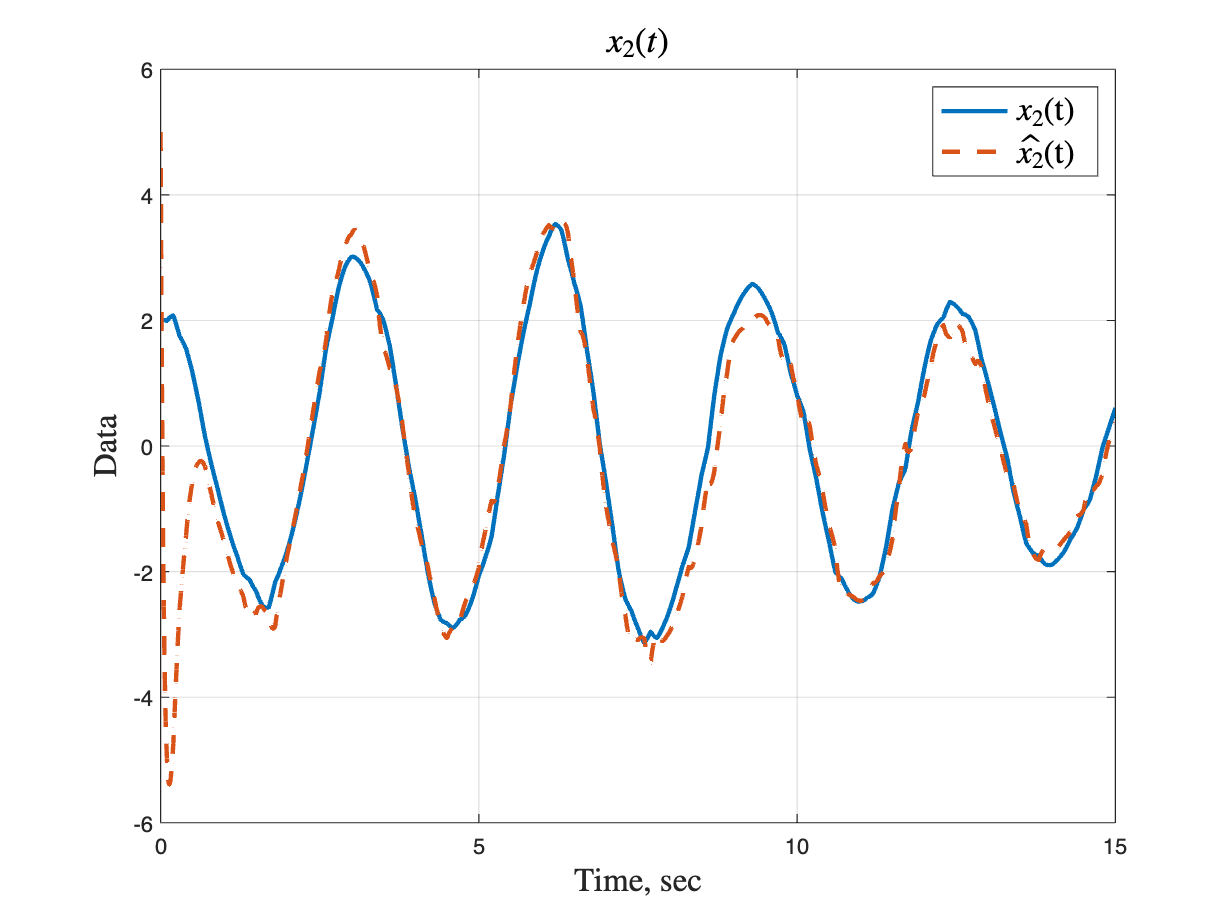 x₂(t)
6
4
2
0
-2
-4
-6
Data
x₂(t)
x̂₂(t)
0 5 10 15
Time, sec